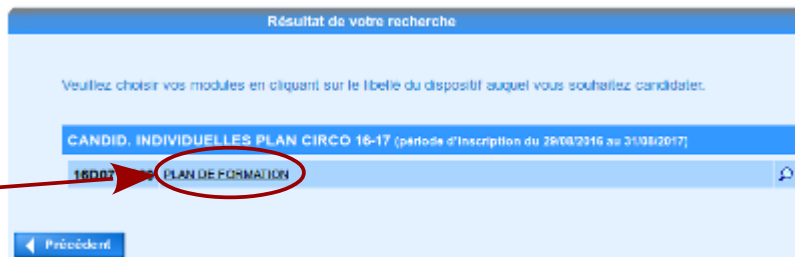 Résultat de votre recherche
Veuillez choisir vos modules en cliquant sur le libellé du dispositif auquel vous souhaitez candidater.
CANDID. INDIVIDUELLES PLAN CIRCO 16-17 (période d'inscription du 29/08/2016 au 31/08/2017)
PLAN DE FORMATION
Précédent